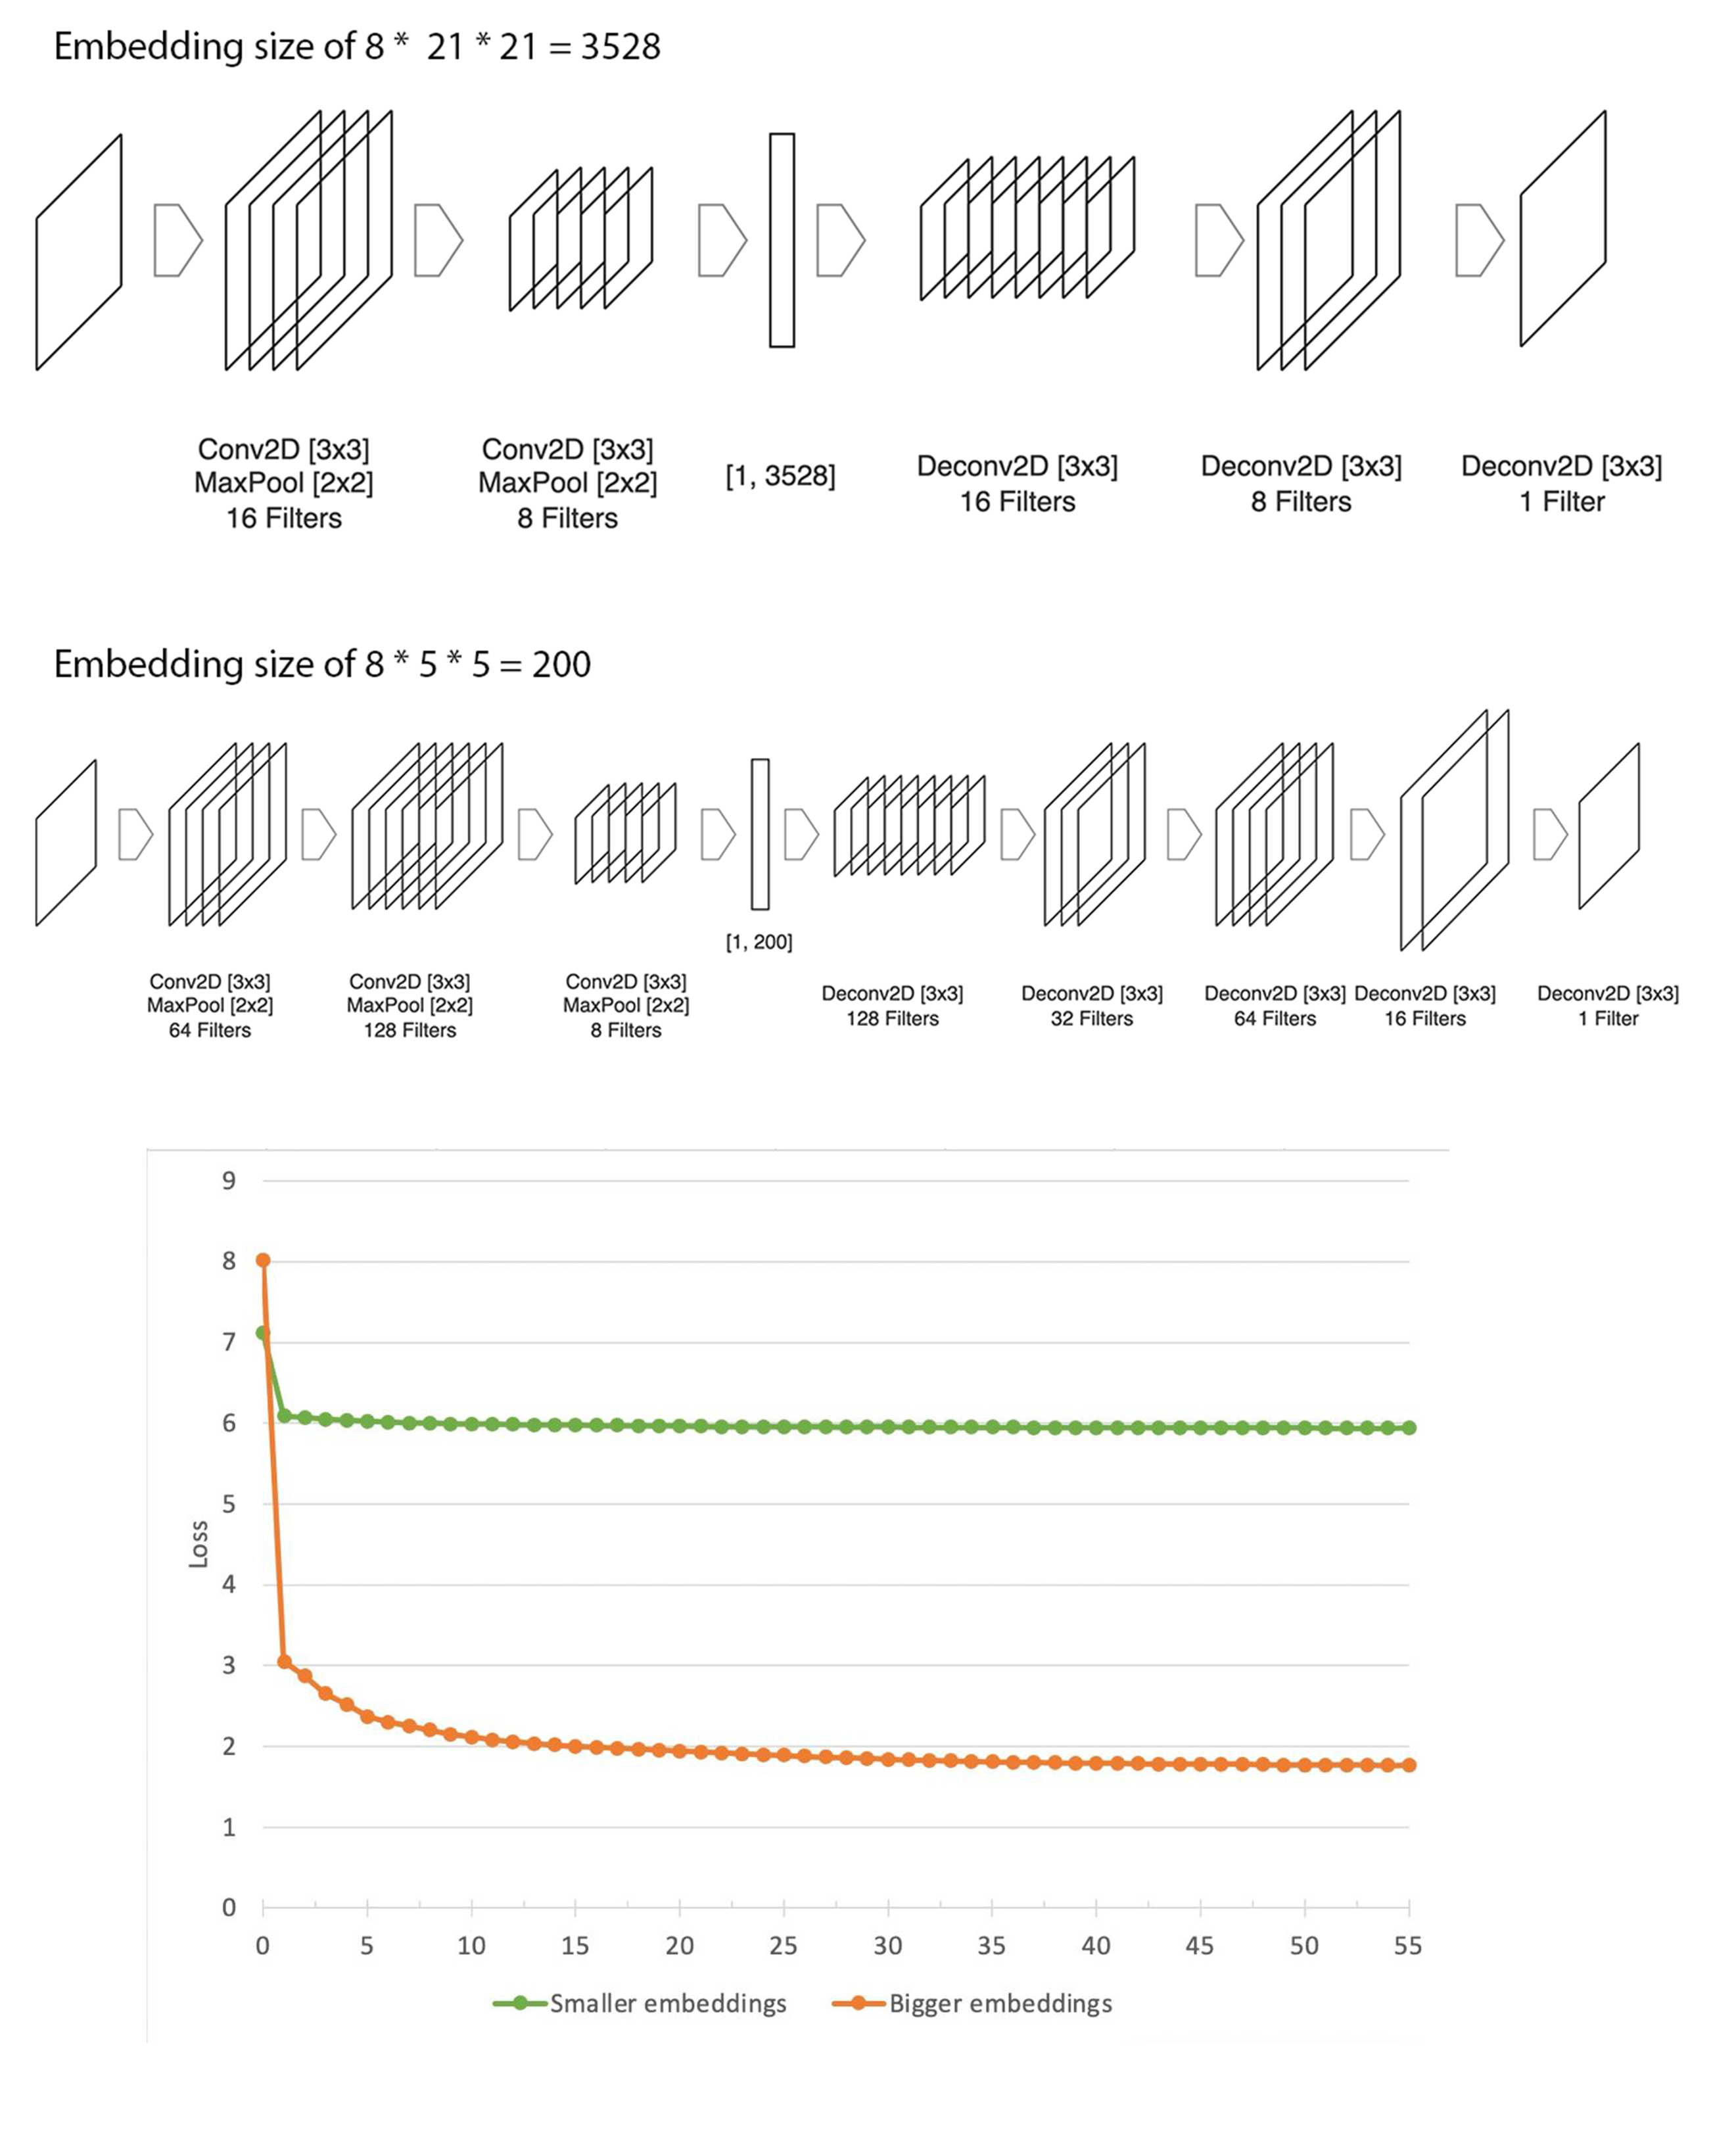 Embedding size of 8 * 21 * 21 = 3528
Conv2D [3x3]
MaxPool [2x2]
16 Filters
Conv2D [3x3]
MaxPool [2x2]
8 Filters
[1, 3528]
Deconv2D [3x3]
16 Filters
Deconv2D [3x3]
8 Filters
Deconv2D [3x3]
1 Filter
Embedding size of 8 * 5 * 5 = 200
[1, 200]
Conv2D [3x3]
MaxPool [2x2]
64 Filters
Conv2D [3x3]
MaxPool [2x2]
128 Filters
Conv2D [3x3]
MaxPool [2x2]
8 Filters
Deconv2D [3x3]
128 Filters
Deconv2D [3x3]
32 Filters
Deconv2D [3x3]
64 Filters
Deconv2D [3x3]
16 Filters
Deconv2D [3x3]
1 Filter
9
8
7
6
5
4
3
2
1
0
Loss
0 5 10 15 20 25 30 35 40 45 50 55
Smaller embeddings Bigger embeddings